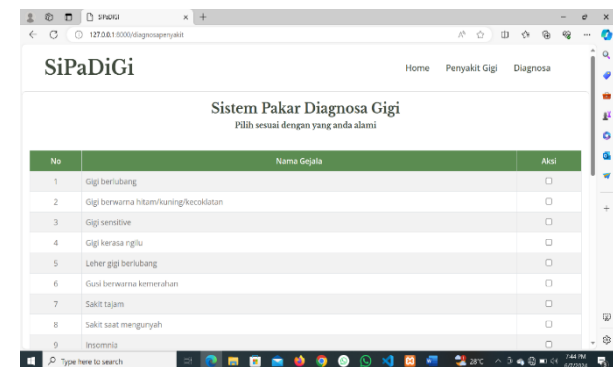 SIPADIGI
127.0.0.1:8000/diagnosapenyakit
SiPaDiGi
Home Penyakit Gigi Diagnosa
Sistem Pakar Diagnosa Gigi
Pilih sesuai dengan yang anda alami
No Nama Gejala Aksi
1 Gigi berlubang
2 Gigi berwarna hitam/kuning/kecoklatan
3 Gigi sensitive
4 Gigi kerasa ngilu
5 Leher gigi berlubang
6 Gusi berwarna kemerahan
7 Sakit tajam
8 Sakit saat mengunyah
9 Insomnia
Type here to search
28°C
7:44 PM